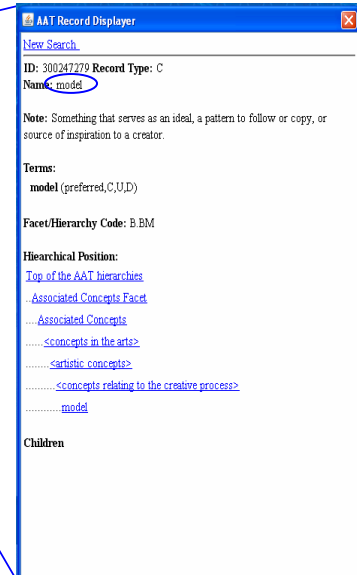 AAT Record Displayer
New Search
ID: 300247279 Record Type: C
Name: model
Note: Something that serves as an ideal, a pattern to follow or copy, or
source of inspiration to a creator.
Terms:
model (preferred,C,U,D)
Facet/Hierarchy Code: B.BM
Hiearchical Position:
Top of the AAT hierarchies
..Associated Concepts Facet
....Associated Concepts
......<concepts in the arts>
........<artistic concepts>
..........<concepts relating to the creative process>
............model
Children